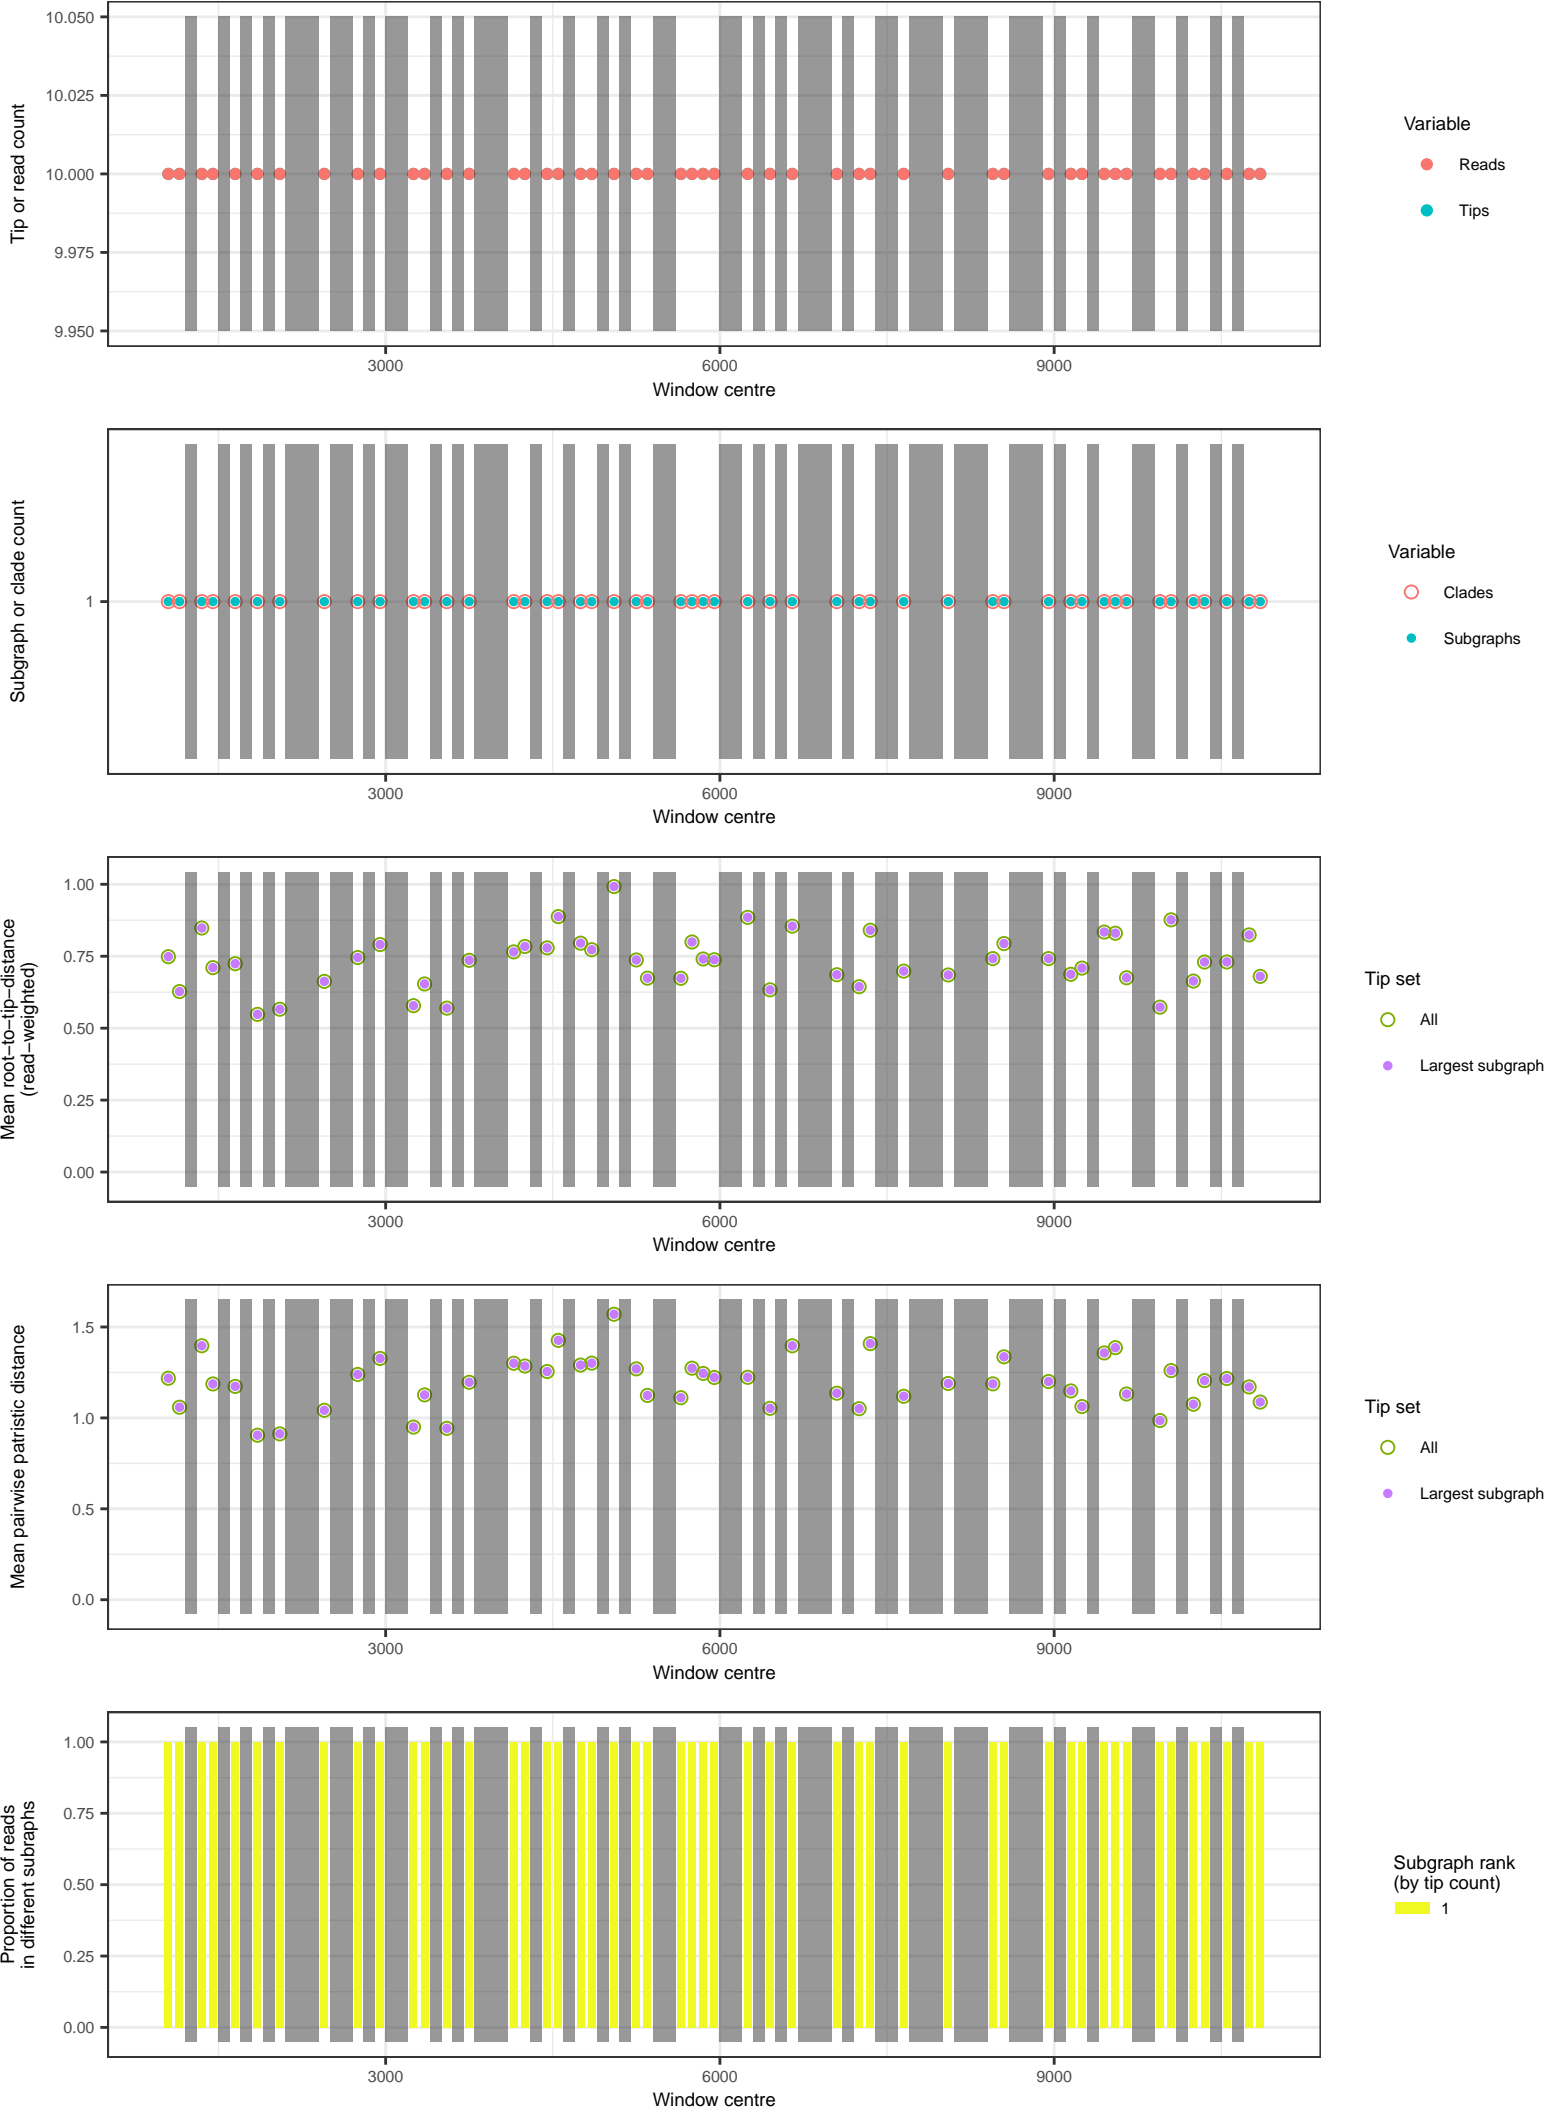 10.050
10.025
10.000
9.975
9.950
Tip or read count
3000
6000
9000
Window centre
Variable
Reads
Tips
1
Subgraph or clade count
3000
6000
9000
Window centre
Variable
Clades
Subgraphs
1.00
0.75
0.50
0.25
0.00
Mean root−to−tip−distance
(read−weighted)
3000
6000
9000
Window centre
Tip set
All
Largest subgraph
1.5
1.0
0.5
0.0
Mean pairwise patristic distance
3000
6000
9000
Window centre
Tip set
All
Largest subgraph
1.00
0.75
0.50
0.25
0.00
Proportion of reads
in different subraphs
3000
6000
9000
Window centre
Subgraph rank
(by tip count)
1